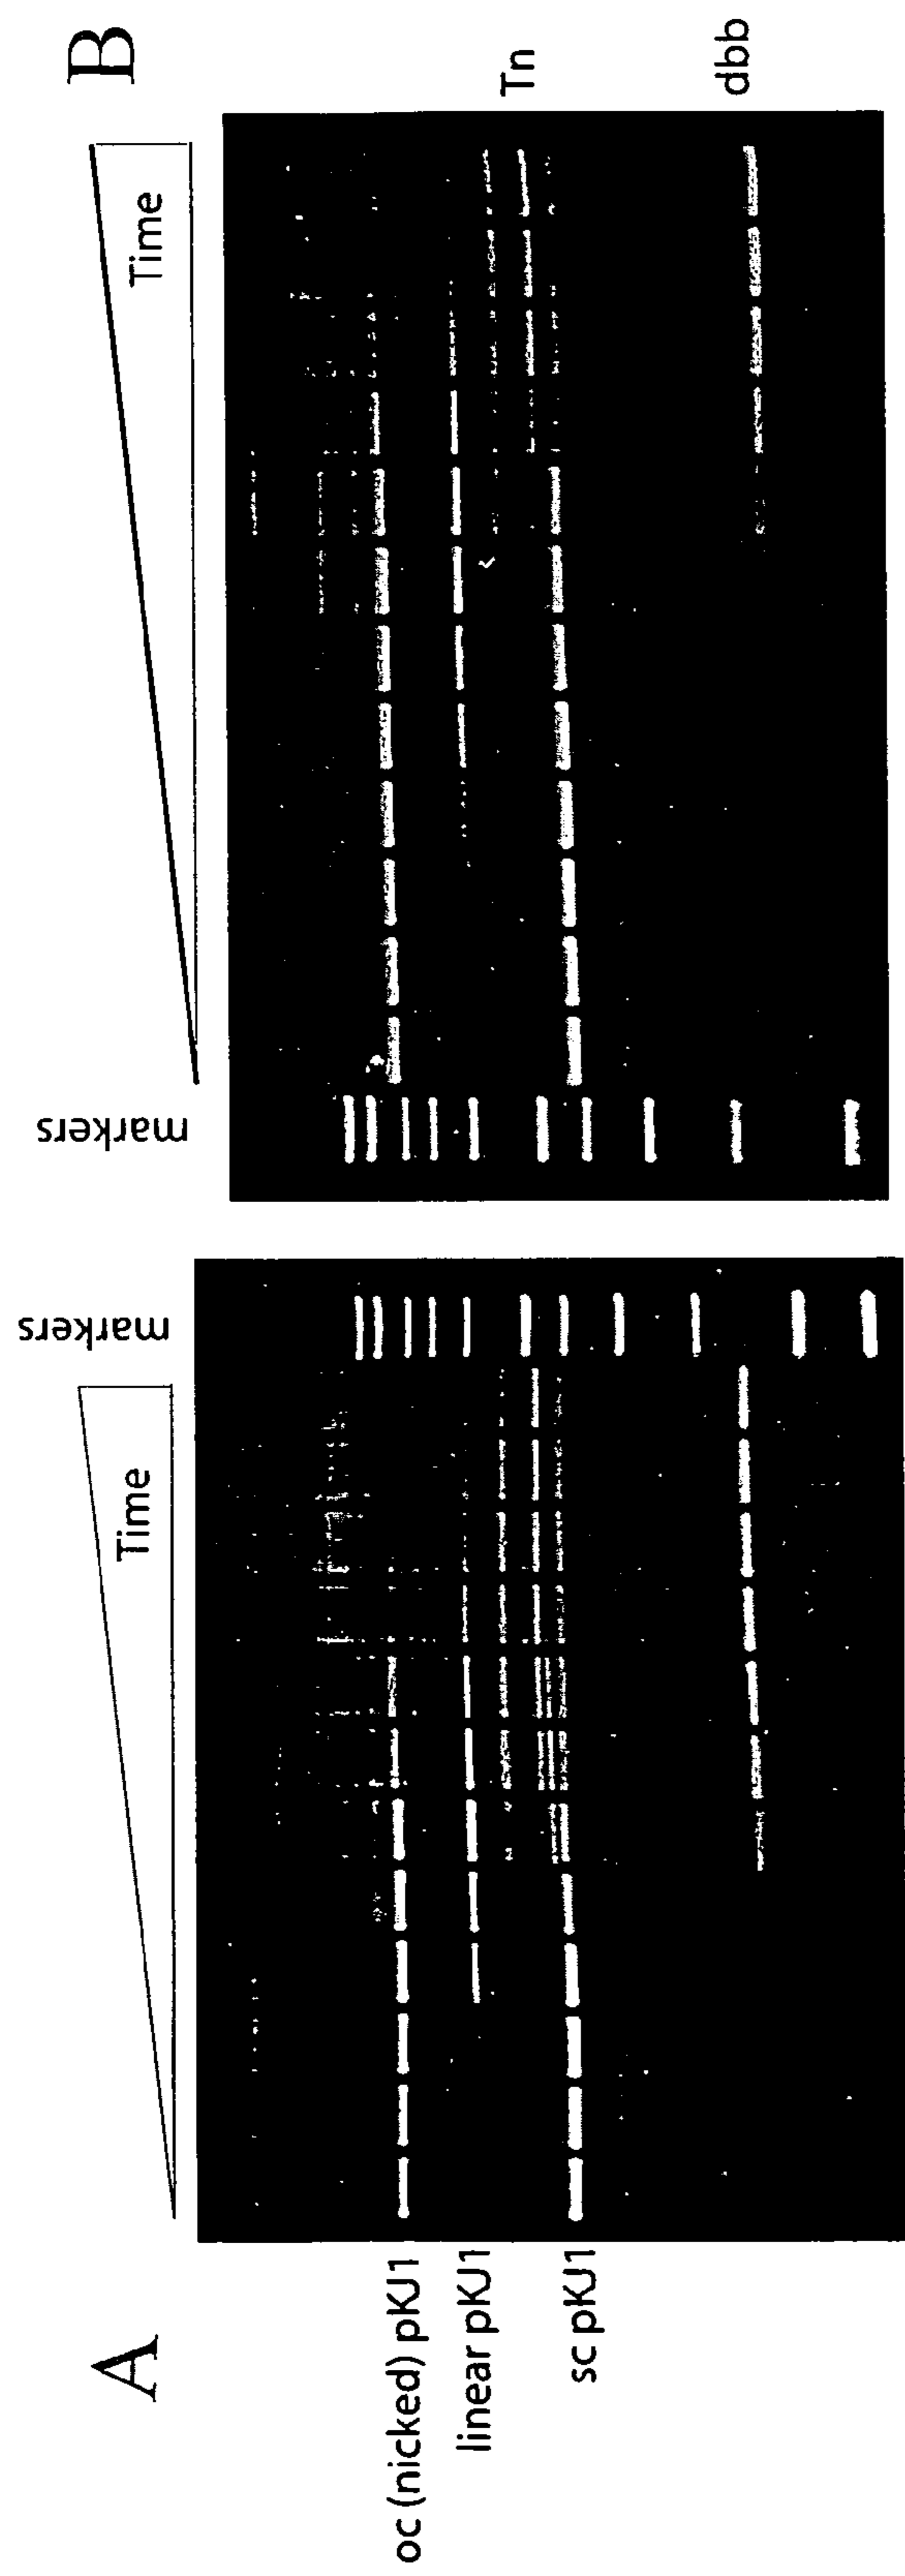 A
B
Time
markers
markers
Time
oc (nicked) pKJ1
linear pKJ1
sc pKJ1
Tn
dbb